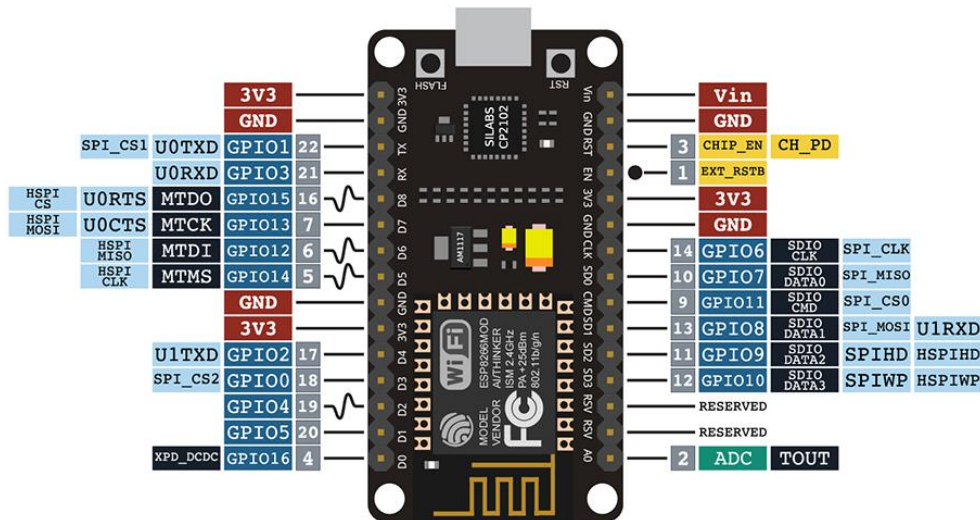 FLASH
RST
SILABS
CP2102
AM1117
3V3 3V3
GND GND
SPI_CS1 U0TXD GPIO1 22 TX
U0RXD GPIO3 21 RX
HSPI CS U0RTS MTDO GPIO15 16 D8
HSPI MOSI U0CTS MTCK GPIO13 7 D7
HSPI MISO MTDI GPIO12 6 D6
HSPI CLK MTMS GPIO14 5 D5
GND GND
3V3 3V3
U1TXD GPIO2 17 D4
SPI_CS2 GPIO0 18 D3
GPIO4 19 D2
GPIO5 20 D1
XPD_DCDC GPIO16 4 D0
WiFi
ESP8266MOD
AI/THINKER
ISM 2.4GHz
PA +25dBm
802.11b/g/n
MODEL
VENDOR
FC
Vin Vin
GND GND
RST 3 CHIP_EN CH_PD
EN 1 EXT_RSTB
3V3 3V3
GND GND
CLK 14 GPIO6 SDIO CLK SPI_CLK
SD0 10 GPIO7 SDIO DATA0 SPI_MISO
CMD 9 GPIO11 SDIO CMD SPI_CS0
SD1 13 GPIO8 SDIO DATA1 SPI_MOSI U1RXD
SD2 11 GPIO9 SDIO DATA2 SPIHD HSPIHD
SD3 12 GPIO10 SDIO DATA3 SPIWP HSPIWP
RSV RESERVED
RSV RESERVED
A0 2 ADC TOUT